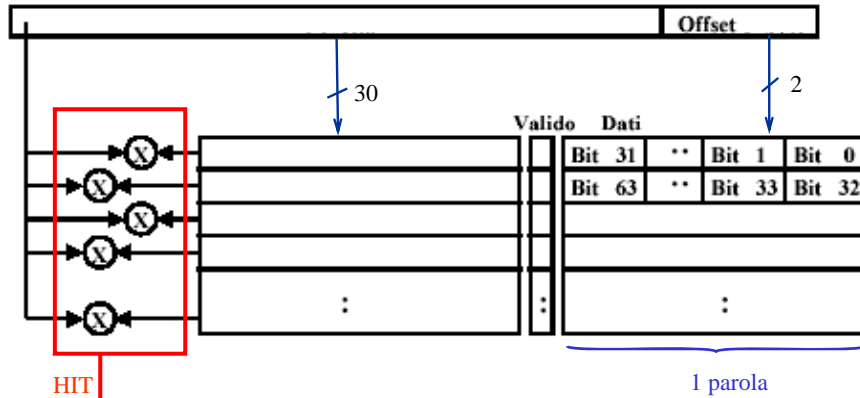 Offset
30
2
Valido Dati
X
Bit 31 ·· Bit 1 Bit 0
X
Bit 63 ·· Bit 33 Bit 32
X
X
X : : :
HIT
1 parola